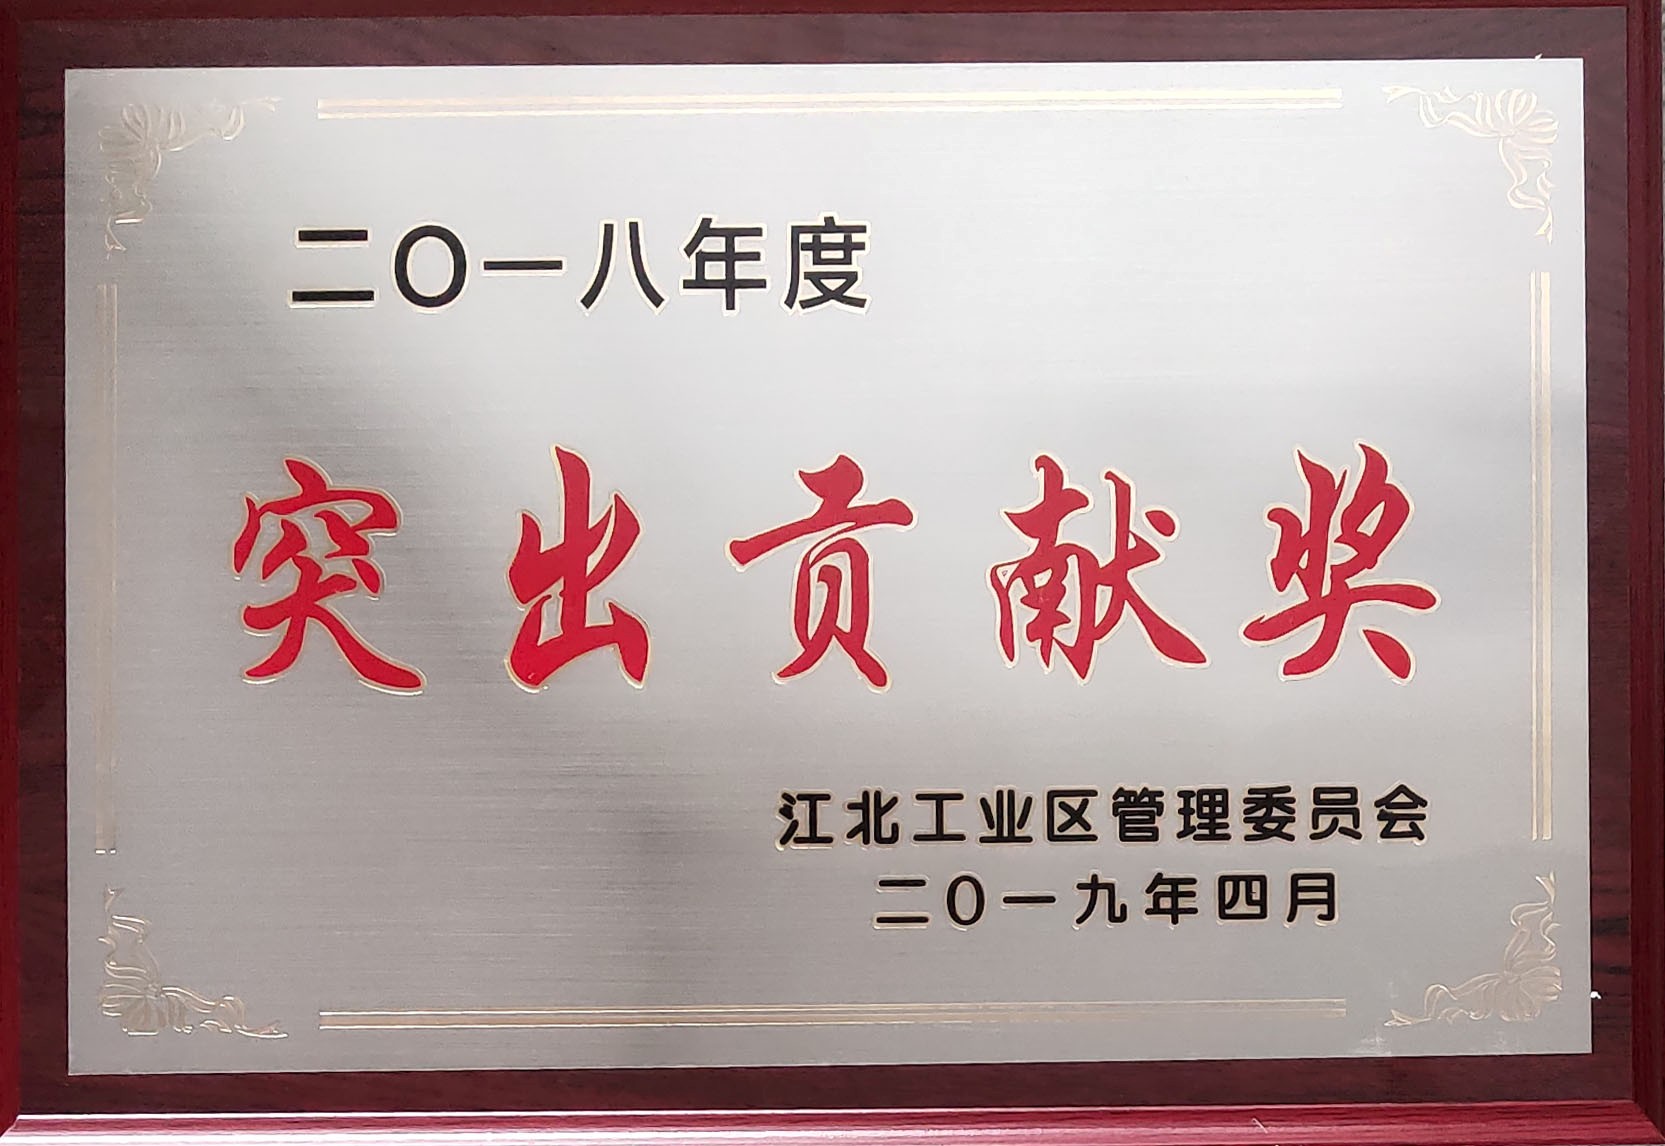 二〇一八年度
突出贡献奖
江北工业区管理委员会
二〇一九年四月